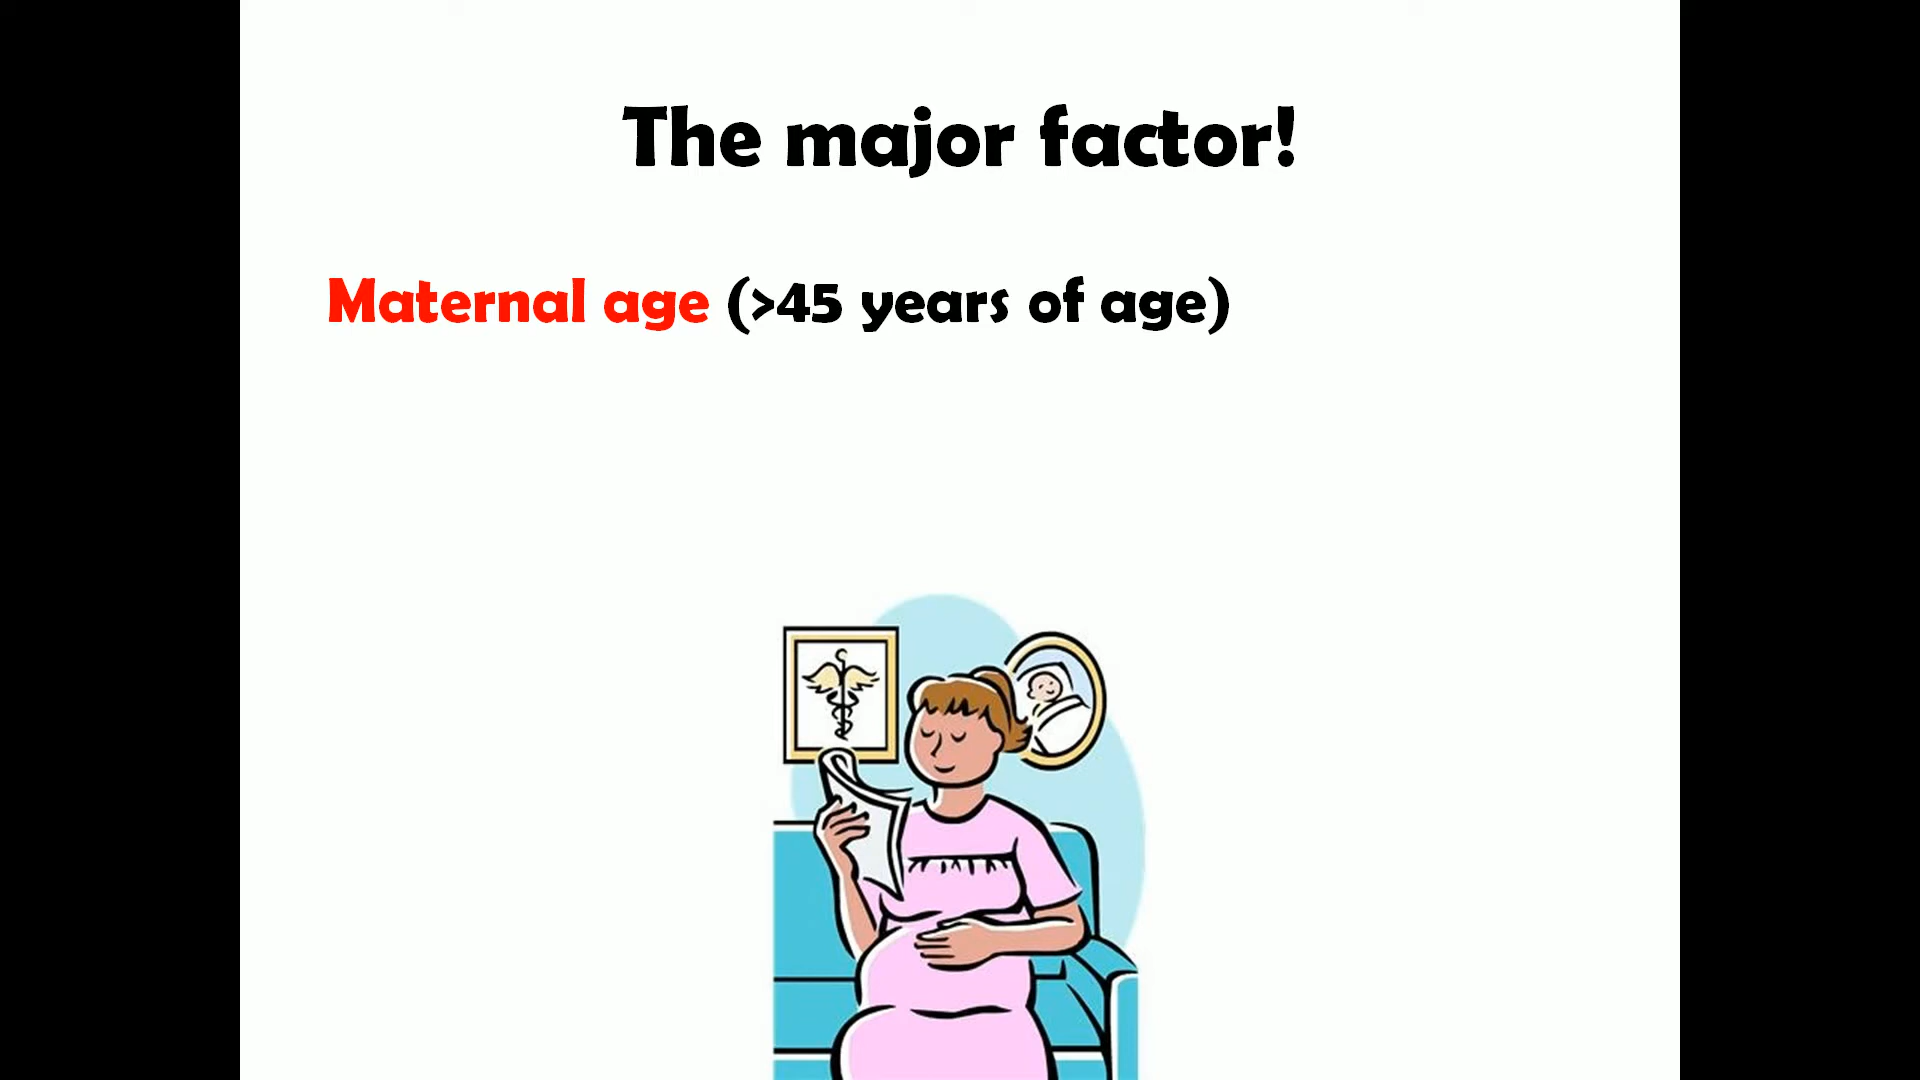 The major factor!
Maternal age (>45 years of age)